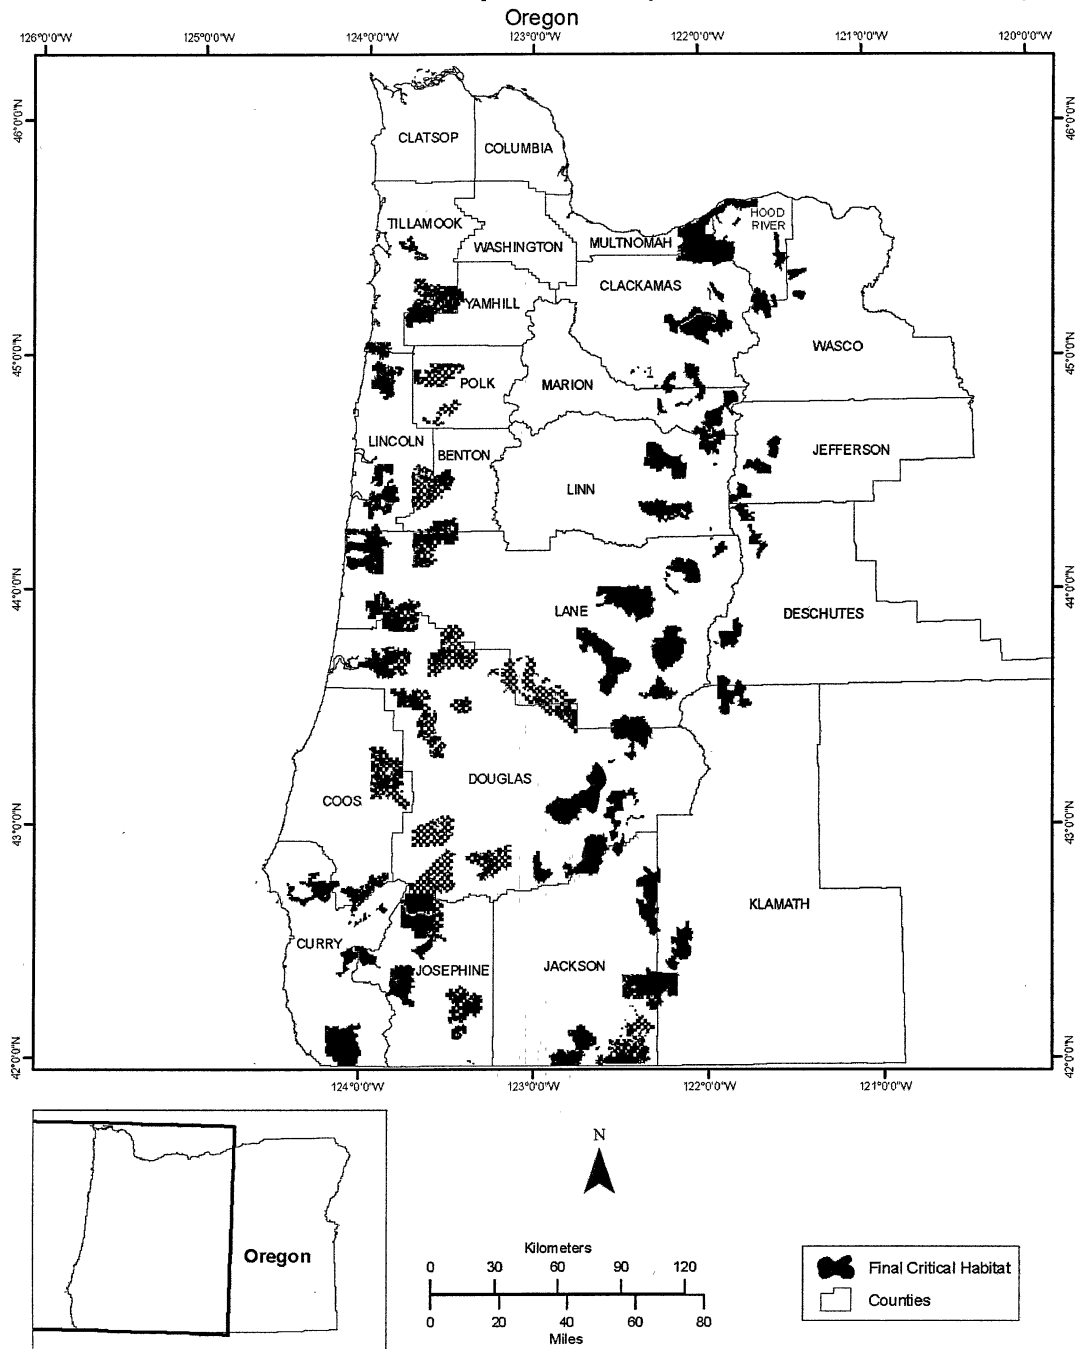 Oregon
126°0'0"W 125°0'0"W 124°0'0"W 123°0'0"W 122°0'0"W 121°0'0"W 120°0'0"W
46°0'0"N
46°0'0"N
CLATSOP
COLUMBIA
TILLAMOOK
HOOD
RIVER
WASHINGTON
MULTNOMAH
CLACKAMAS
YAMHILL
45°0'0"N
45°0'0"N
WASCO
POLK
MARION
LINCOLN
BENTON
JEFFERSON
LINN
44°0'0"N
44°0'0"N
LANE
DESCHUTES
DOUGLAS
COOS
43°0'0"N
43°0'0"N
KLAMATH
CURRY
JOSEPHINE
JACKSON
42°0'0"N
42°0'0"N
124°0'0"W 123°0'0"W 122°0'0"W 121°0'0"W
N
Oregon
Kilometers
0 30 60 90 120
0 20 40 60 80
Miles
Final Critical Habitat
Counties